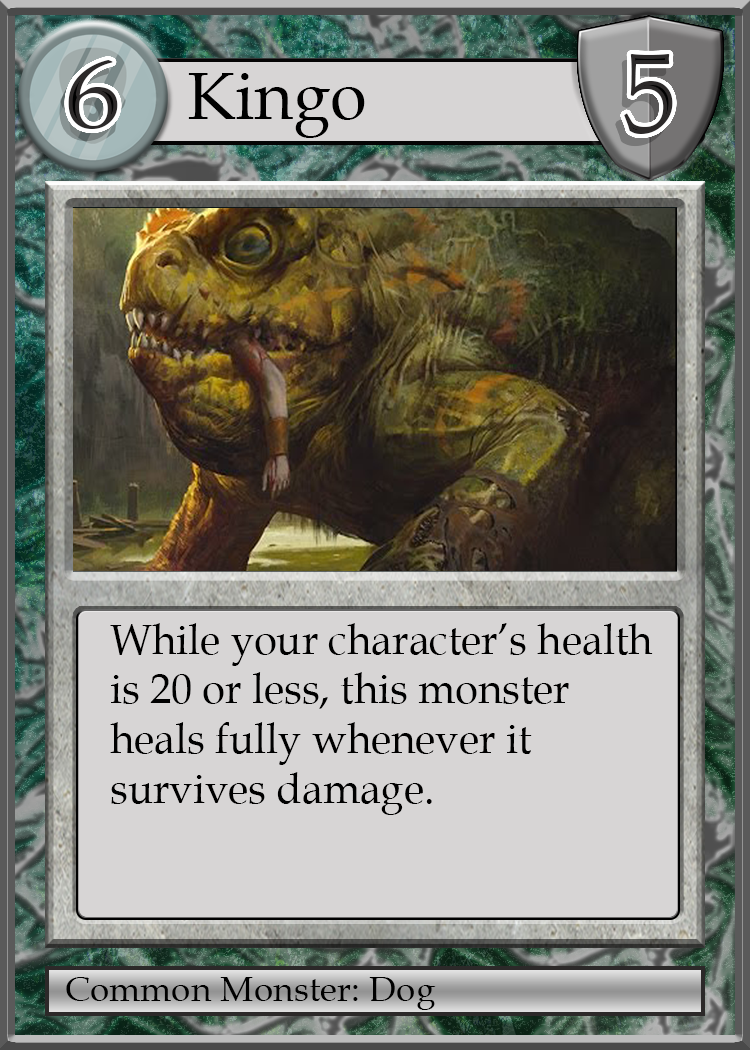 6 Kingo 5
While your character’s health
is 20 or less, this monster
heals fully whenever it
survives damage.
Common Monster: Dog